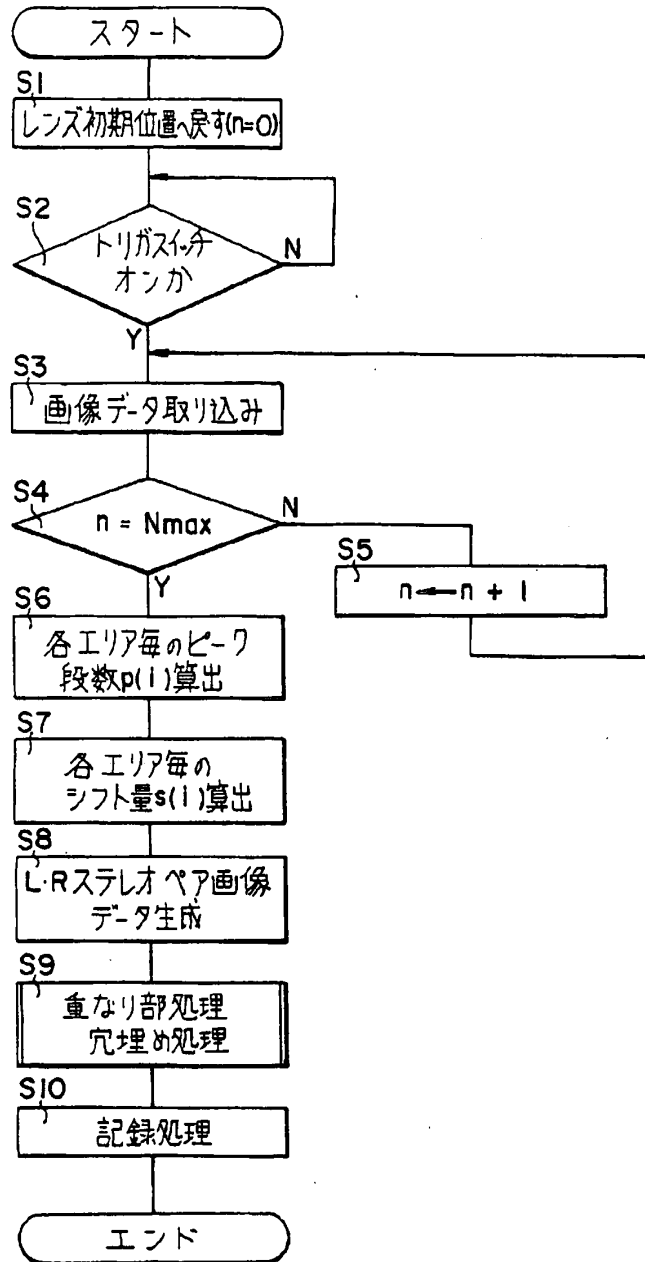 スタート
S1
レンズ初期位置へ戻す(n=0)
S2
トリガスイッチ
オンか
N
Y
S3
画像データ取り込み
S4
n = Nmax
N
Y
S5
n ← n + 1
S6
各エリア毎のピーク
段数p(i)算出
S7
各エリア毎の
シフト量s(i)算出
S8
L・Rステレオペア画像
データ生成
S9
重なり部処理
穴埋め処理
S10
記録処理
エンド